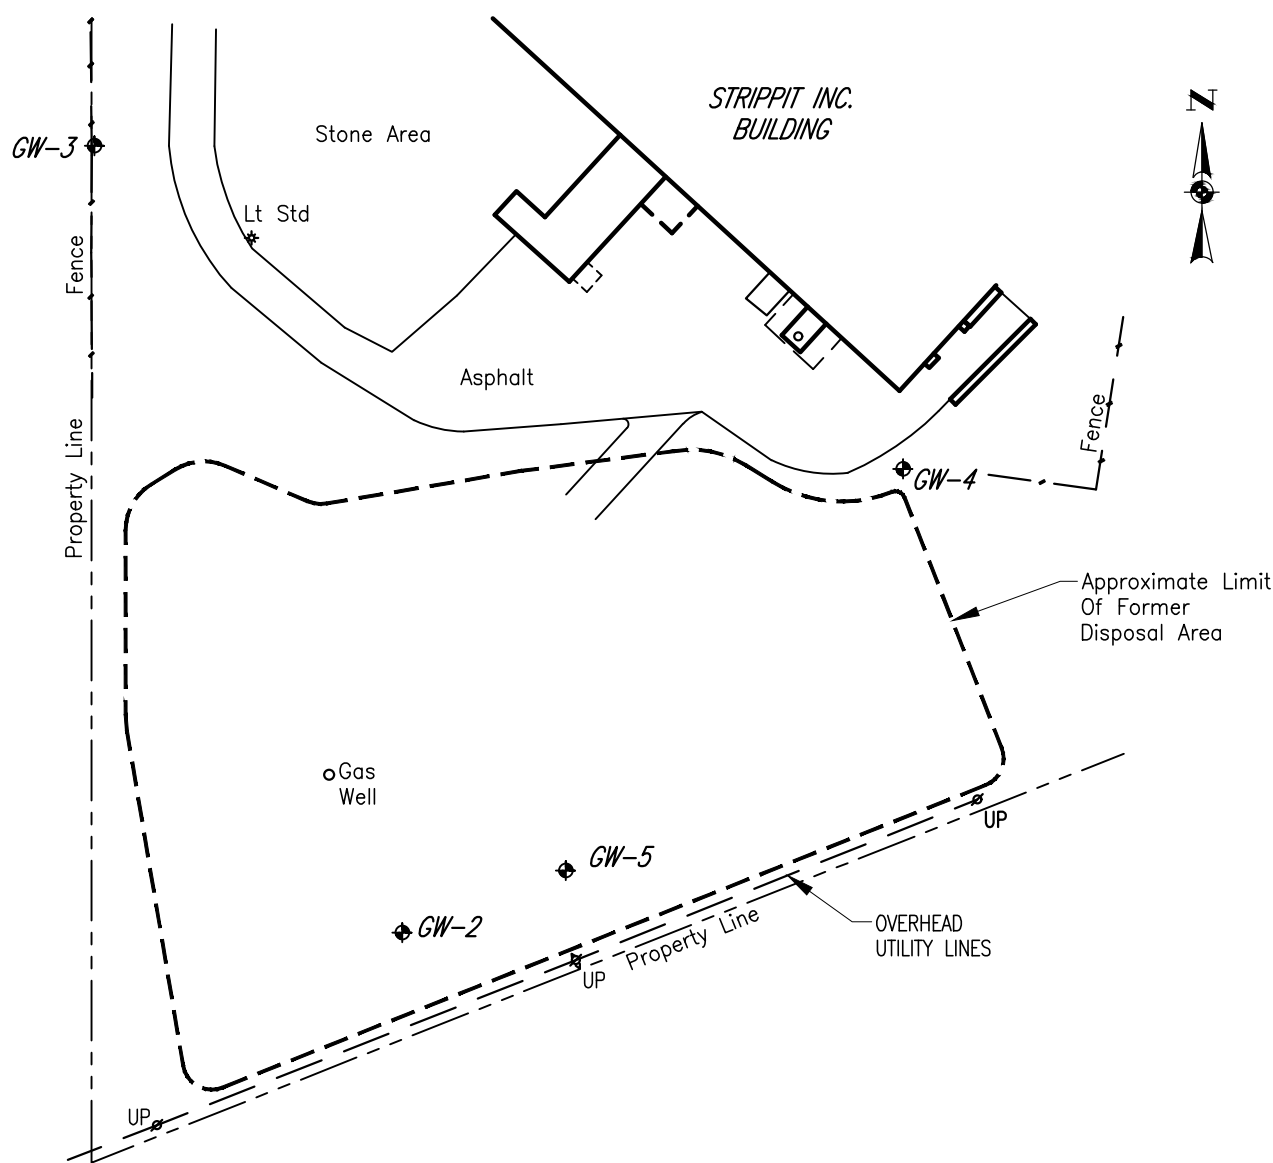 STRIPPIT INC.
BUILDING
N
Stone Area
GW-3
Lt Std
Fence
Asphalt
Fence
Property Line
GW-4
Approximate Limit
Of Former
Disposal Area
Gas
Well
UP
GW-5
GW-2
OVERHEAD
UTILITY LINES
Property Line
UP
UP